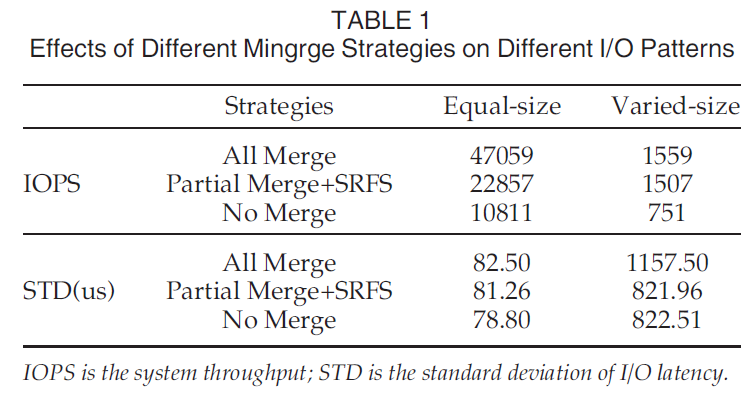 TABLE 1
Effects of Different Mingrge Strategies on Different I/O Patterns
Strategies Equal-size Varied-size
All Merge 47059 1559
IOPS Partial Merge+SRFS 22857 1507
No Merge 10811 751
All Merge 82.50 1157.50
STD(us) Partial Merge+SRFS 81.26 821.96
No Merge 78.80 822.51
IOPS is the system throughput; STD is the standard deviation of I/O latency.